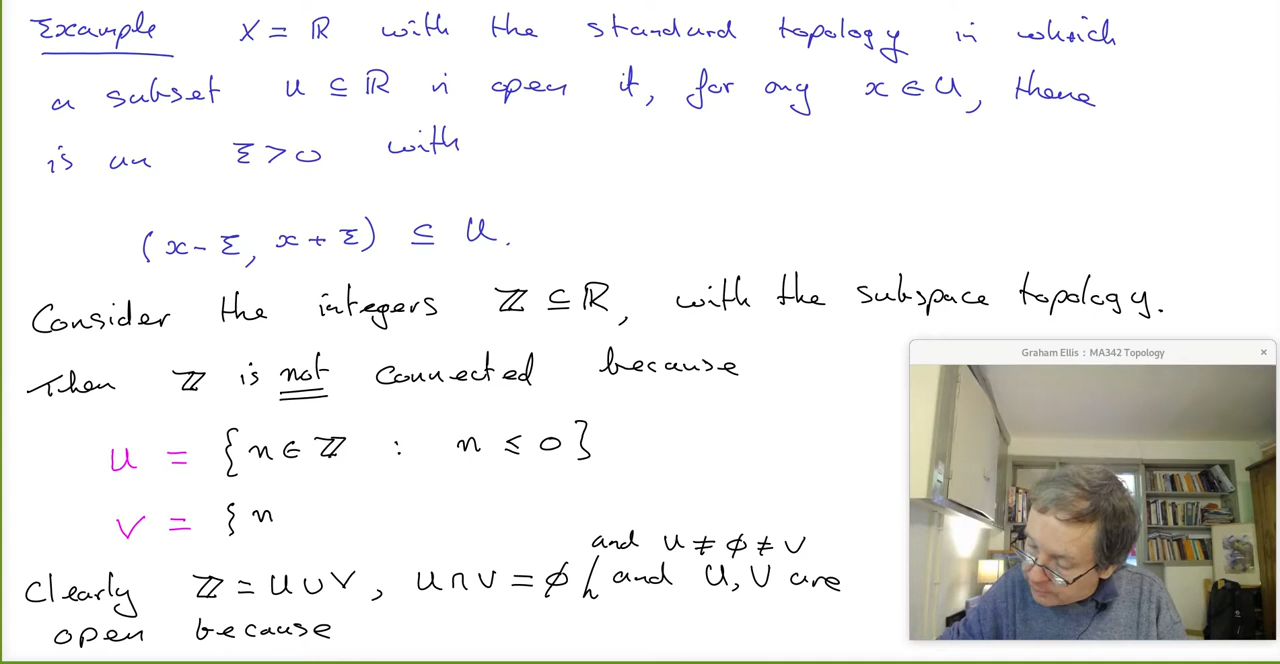 Example X = ℝ with the standard topology in which
a subset U ⊆ ℝ is open if, for any x ∈ U, there
is an ε > 0 with
(x - ε, x + ε) ⊆ U.
Consider the integers ℤ ⊆ ℝ, with the subspace topology.
Graham Ellis : MA342 Topology
Then ℤ is not connected because
U = {n ∈ ℤ : n ≤ 0}
V = {n
and U ≠ ϕ ≠ V
Clearly ℤ = U ∪ V, U ∩ V = ϕ and U, V are
open because